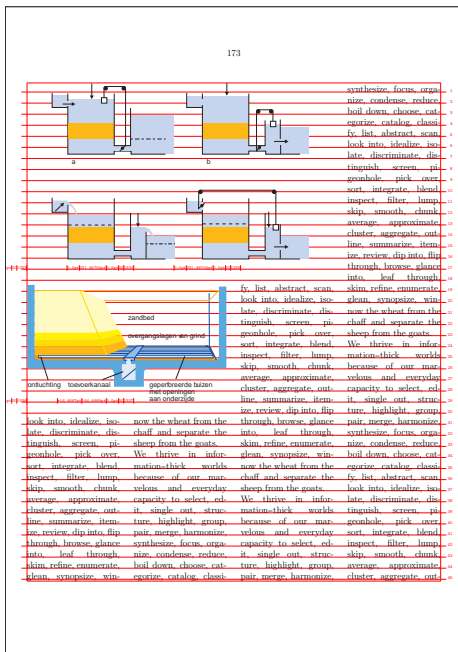 173
a
b
zandbed
overgangslagen van grind
ontluchting
toevoerkanaal
geperforeerde buizen
met openingen
aan onderzijde
look into, idealize, iso-
late, discriminate, dis-
tinguish, screen, pi-
geonhole, pick over,
sort, integrate, blend,
inspect, filter, lump,
skip, smooth, chunk,
average, approximate,
cluster, aggregate, out-
line, summarize, item-
ize, review, dip into, flip
through, browse, glance
into, leaf through,
skim, refine, enumerate,
glean, synopsize, win-
now the wheat from the
chaff and separate the
sheep from the goats.
We thrive in infor-
mation–thick worlds
because of our mar-
velous and everyday
capacity to select, ed-
it, single out, struc-
ture, highlight, group,
pair, merge, harmonize,
synthesize, focus, orga-
nize, condense, reduce,
boil down, choose, cat-
egorize, catalog, classi-
fy, list, abstract, scan,
look into, idealize, iso-
late, discriminate, dis-
tinguish, screen, pi-
geonhole, pick over,
sort, integrate, blend,
inspect, filter, lump,
skip, smooth, chunk,
average, approximate,
cluster, aggregate, out-
line, summarize, item-
ize, review, dip into, flip
through, browse, glance
into, leaf through,
skim, refine, enumerate,
glean, synopsize, win-
now the wheat from the
chaff and separate the
sheep from the goats.
We thrive in infor-
mation–thick worlds
because of our mar-
velous and everyday
capacity to select, ed-
it, single out, struc-
ture, highlight, group,
pair, merge, harmonize,
synthesize, focus, orga-
nize, condense, reduce,
boil down, choose, cat-
egorize, catalog, classi-
fy, list, abstract, scan,
look into, idealize, iso-
late, discriminate, dis-
tinguish, screen, pi-
geonhole, pick over,
sort, integrate, blend,
inspect, filter, lump,
skip, smooth, chunk,
average, approximate,
cluster, aggregate, out-
line, summarize, item-
ize, review, dip into, flip
through, browse, glance
into, leaf through,
skim, refine, enumerate,
glean, synopsize, win-
now the wheat from the
chaff and separate the
sheep from the goats.
We thrive in infor-
mation–thick worlds
because of our mar-
velous and everyday
capacity to select, ed-
it, single out, struc-
ture, highlight, group,
pair, merge, harmonize,
synthesize, focus, orga-
nize, condense, reduce,
boil down, choose, cat-
egorize, catalog, classi-
fy, list, abstract, scan,
look into, idealize, iso-
late, discriminate, dis-
tinguish, screen, pi-
geonhole, pick over,
sort, integrate, blend,
inspect, filter, lump,
skip, smooth, chunk,
average, approximate,
cluster, aggregate, out-